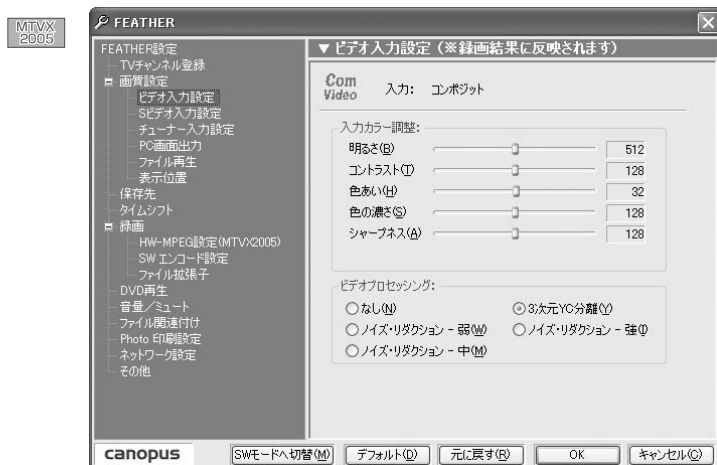 MTVX
2005
FEATHER
FEATHER設定
TVチャンネル登録
画質設定
ビデオ入力設定
Sビデオ入力設定
チューナー入力設定
PC画面出力
ファイル再生
表示位置
保存先
タイムシフト
録画
HW-MPEG設定(MTVX2005)
SW エンコード設定
ファイル拡張子
DVD再生
音量／ミュート
ファイル関連付け
Photo 印刷設定
ネットワーク設定
その他
▼ ビデオ入力設定（※録画結果に反映されます）
Com
Video
入力: コンポジット
入力カラー調整:
明るさ(B) 512
コントラスト(T) 128
色あい(H) 32
色の濃さ(S) 128
シャープネス(A) 128
ビデオプロセッシング:
なし(N) 3次元YC分離(Y)
ノイズ・リダクション - 弱(W) ノイズ・リダクション - 強(I)
ノイズ・リダクション - 中(M)
canopus SWモードへ切替(M) デフォルト(D) 元に戻す(R) OK キャンセル(C)